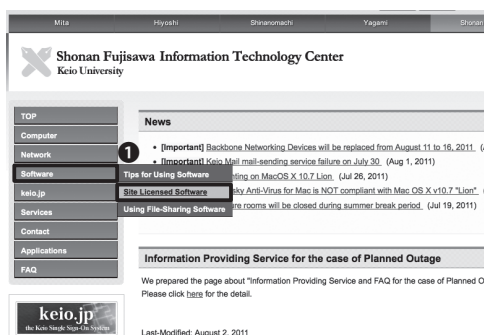 Mita Hiyoshi Shinanomachi Yagami Shonan
Shonan Fujisawa Information Technology Center
Keio University
TOP
Computer
Network
Software
keio.jp
Services
Contact
Applications
FAQ
1
Tips for Using Software
Site Licensed Software
Using File-Sharing Software
News
• [Important] Backbone Networking Devices will be replaced from August 11 to 16, 2011
• [Important] Keio Mail mail-sending service failure on July 30 (Aug 1, 2011)
nting on MacOS X 10.7 Lion (Jul 26, 2011)
sky Anti-Virus for Mac is NOT compliant with Mac OS X v10.7 "Lion"
re rooms will be closed during summer break period (Jul 19, 2011)
Information Providing Service for the case of Planned Outage
We prepared the page about "Information Providing Service and FAQ for the case of Planned O
Please click here for the detail.
Last-Modified: August 2, 2011
keio.jp
the Keio Single Sign-On System